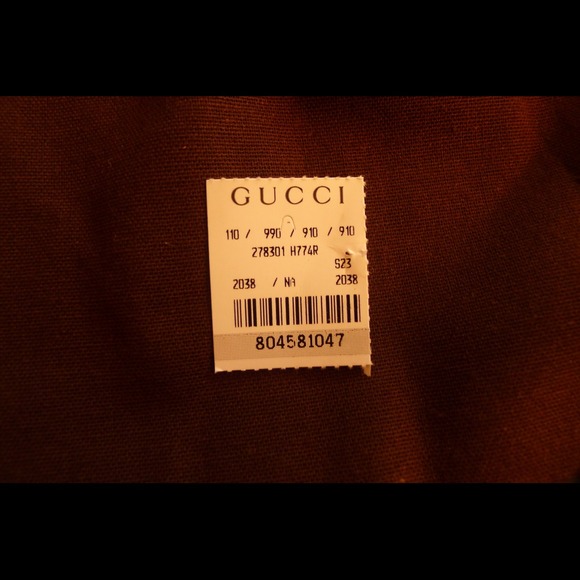 GUCCI
110 / 990 / 910 / 910
278301 H774R
S23
2038 / NA 2038
804581047